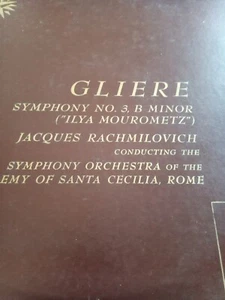 GLIERE
SYMPHONY NO. 3, B MINOR
("ILYA MOUROMETZ")
JACQUES RACHMILOVICH
CONDUCTING THE
SYMPHONY ORCHESTRA OF THE
EMY OF SANTA CECILIA, ROME